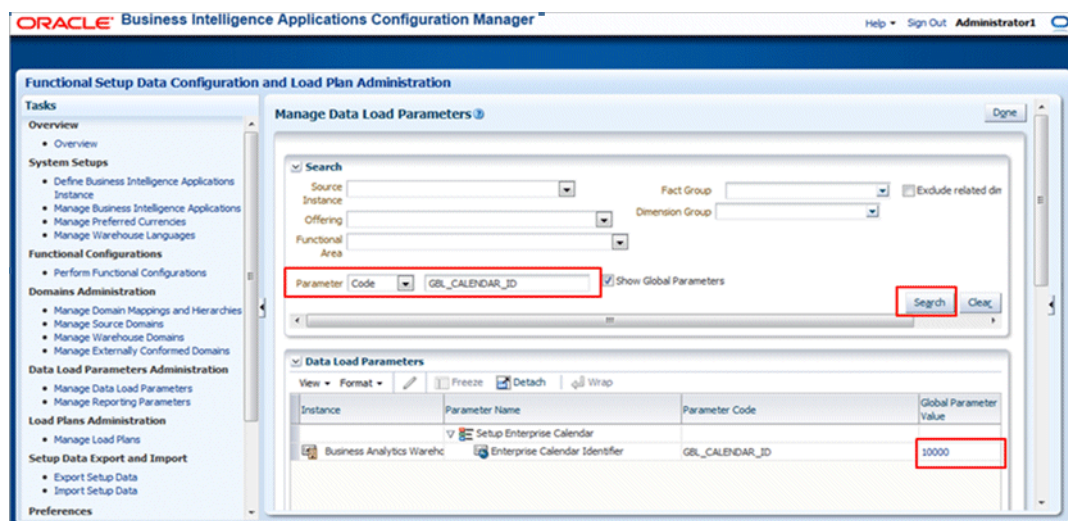 ORACLE Business Intelligence Applications Configuration Manager
Help Sign Out Administrator1
Functional Setup Data Configuration and Load Plan Administration
Tasks
Overview
Overview
System Setups
Define Business Intelligence Applications
Instance
Manage Business Intelligence Applications
Manage Preferred Currencies
Manage Warehouse Languages
Functional Configurations
Perform Functional Configurations
Domains Administration
Manage Domain Mappings and Hierarchies
Manage Source Domains
Manage Warehouse Domains
Manage Externally Conformed Domains
Data Load Parameters Administration
Manage Data Load Parameters
Manage Reporting Parameters
Load Plans Administration
Manage Load Plans
Setup Data Export and Import
Export Setup Data
Import Setup Data
Preferences
Manage Data Load Parameters
Done
Search
Source
Instance
Offering
Functional
Area
Fact Group
Exclude related dim
Dimension Group
Parameter Code GBL_CALENDAR_ID Show Global Parameters
Search Clear
Data Load Parameters
View Format Freeze Detach Wrap
Instance Parameter Name Parameter Code Global Parameter
Value
Setup Enterprise Calendar
Business Analytics Warehc Enterprise Calendar Identifier GBL_CALENDAR_ID 10000